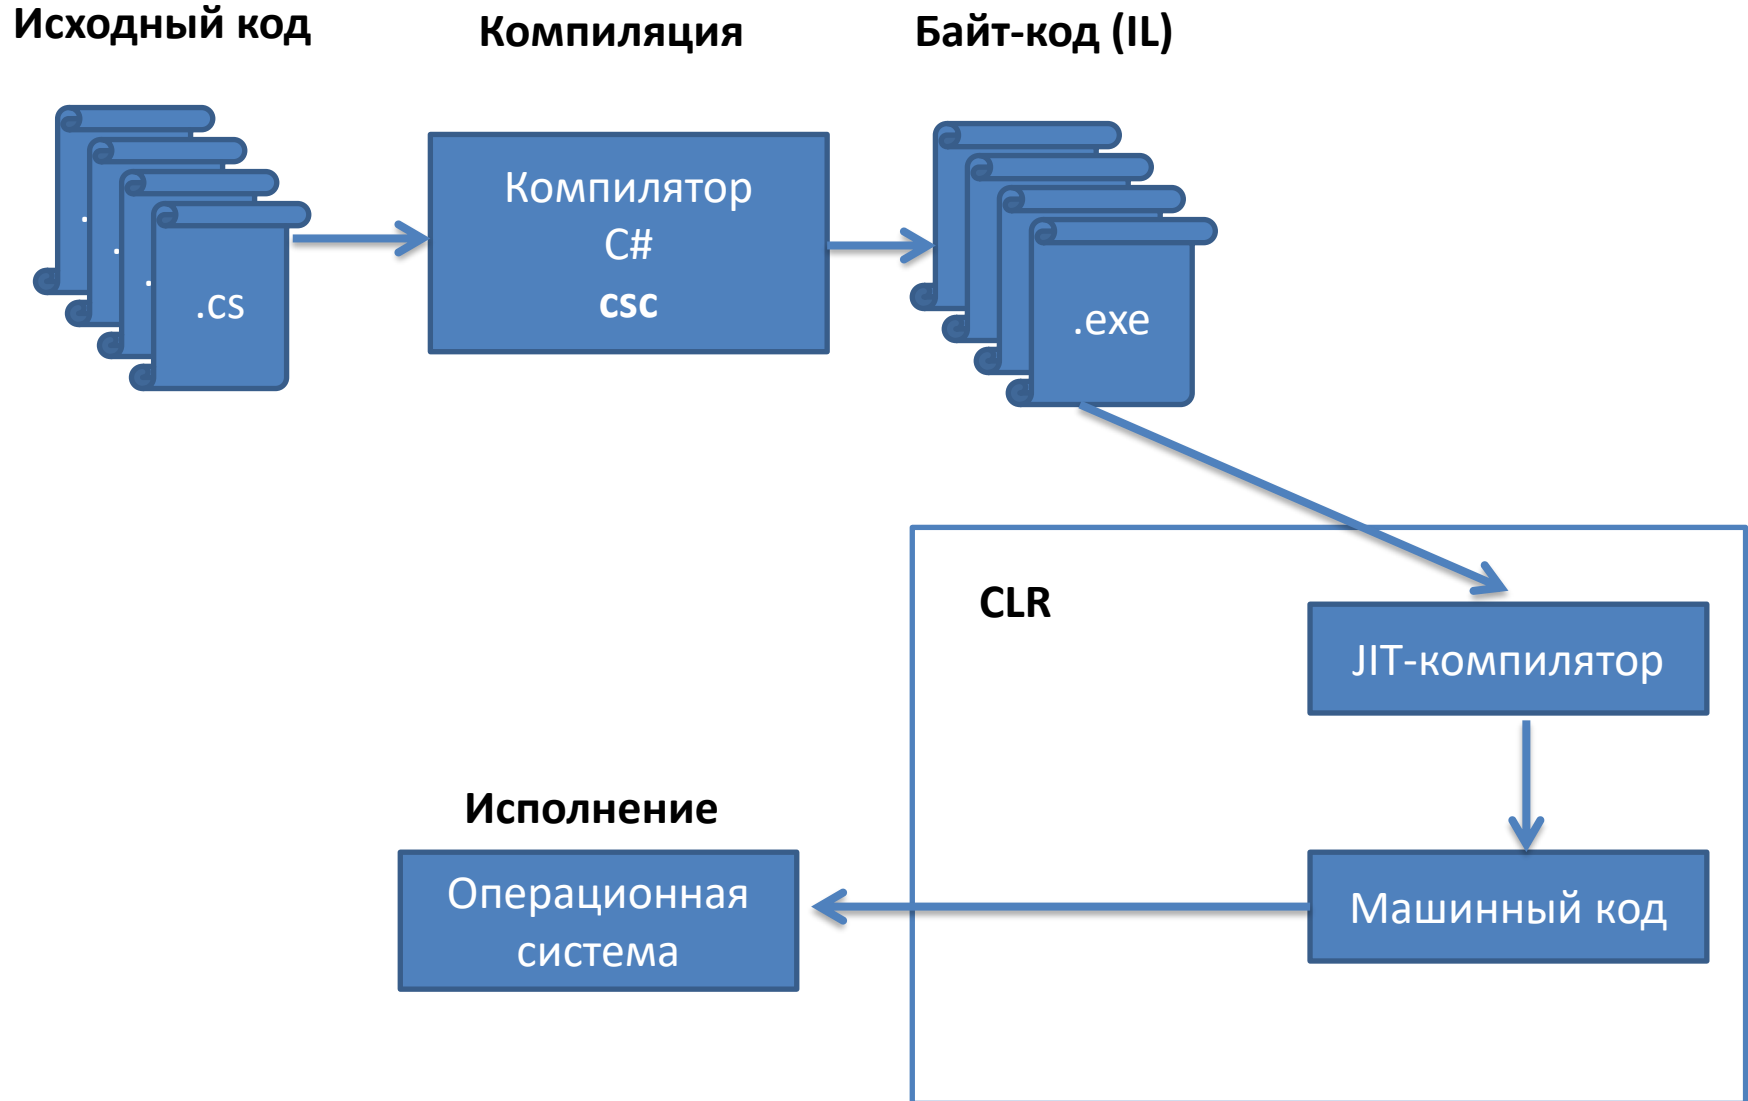 Исходный код
Компиляция
Байт-код (IL)
.cs
Компилятор
C#
csc
.exe
CLR
JIT-компилятор
Исполнение
Операционная
система
Машинный код